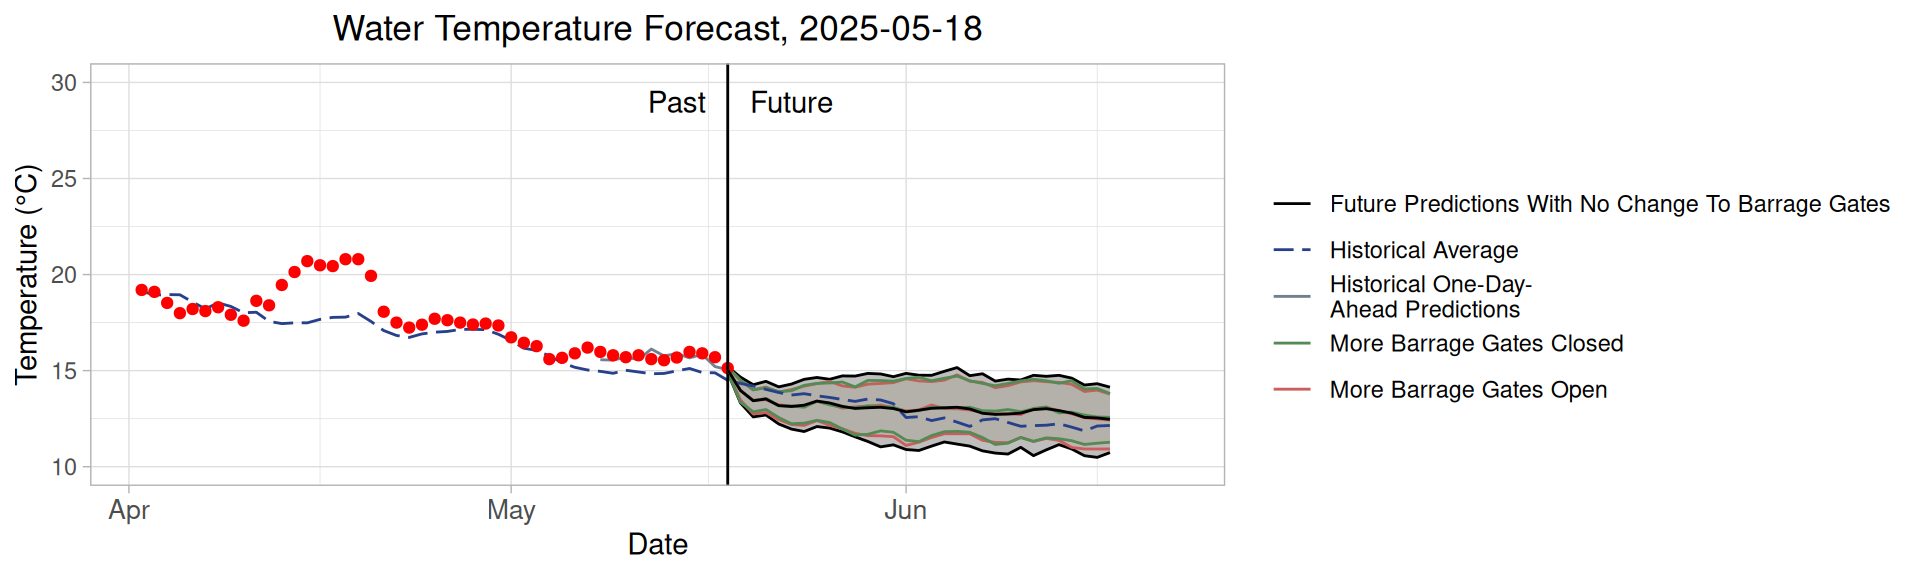 Water Temperature Forecast, 2025-05-18
30
25
20
15
10
Temperature (°C)
Past
Future
Apr
May
Jun
Date
Future Predictions With No Change To Barrage Gates
Historical Average
Historical One-Day-
Ahead Predictions
More Barrage Gates Closed
More Barrage Gates Open